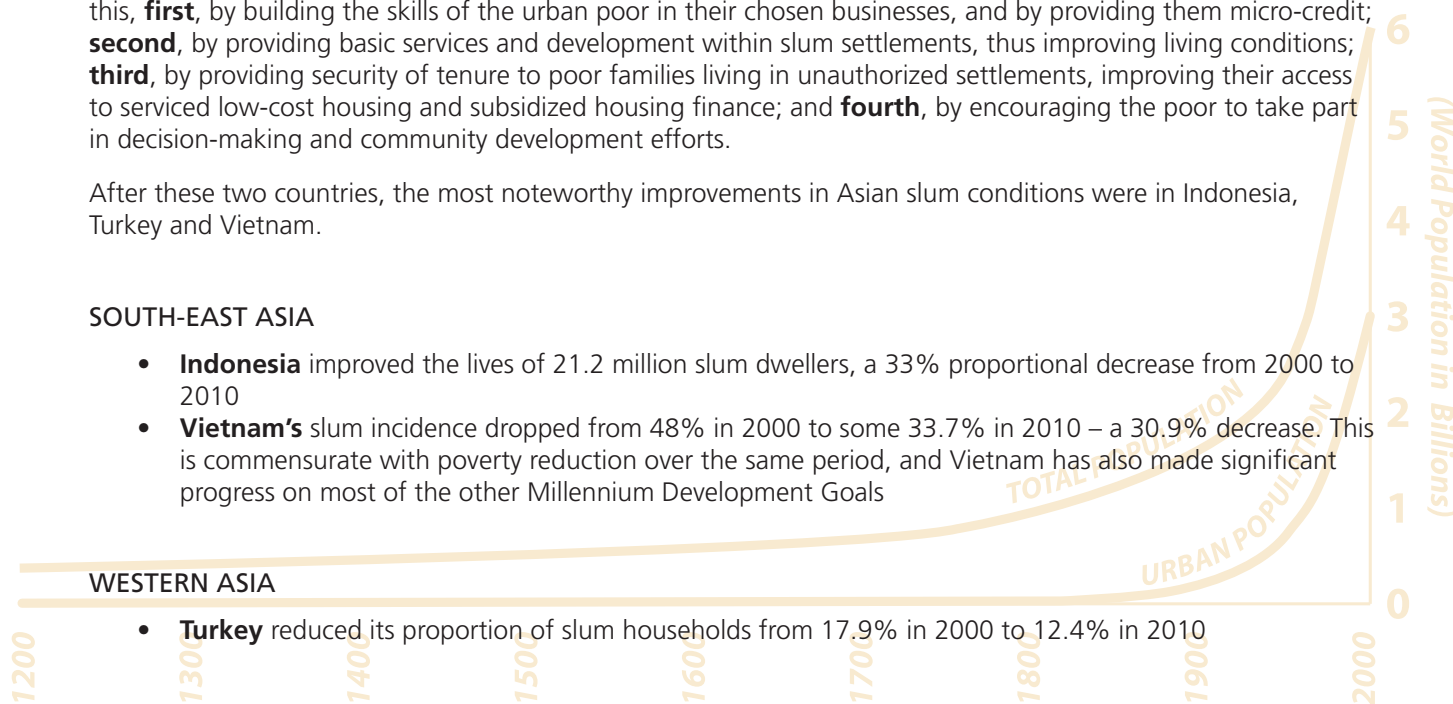 this, first, by building the skills of the urban poor in their chosen businesses, and by providing them micro-credit;
second, by providing basic services and development within slum settlements, thus improving living conditions;
third, by providing security of tenure to poor families living in unauthorized settlements, improving their access
to serviced low-cost housing and subsidized housing finance; and fourth, by encouraging the poor to take part
in decision-making and community development efforts.
After these two countries, the most noteworthy improvements in Asian slum conditions were in Indonesia,
Turkey and Vietnam.
SOUTH-EAST ASIA
• Indonesia improved the lives of 21.2 million slum dwellers, a 33% proportional decrease from 2000 to
2010
• Vietnam's slum incidence dropped from 48% in 2000 to some 33.7% in 2010 – a 30.9% decrease. This
is commensurate with poverty reduction over the same period, and Vietnam has also made significant
progress on most of the other Millennium Development Goals
WESTERN ASIA
• Turkey reduced its proportion of slum households from 17.9% in 2000 to 12.4% in 2010
TOTAL POPULATION
URBAN POPULATION
6
5
4
3
2
1
0
(World Population in Billions)
1200
1300
1400
1500
1600
1700
1800
1900
2000